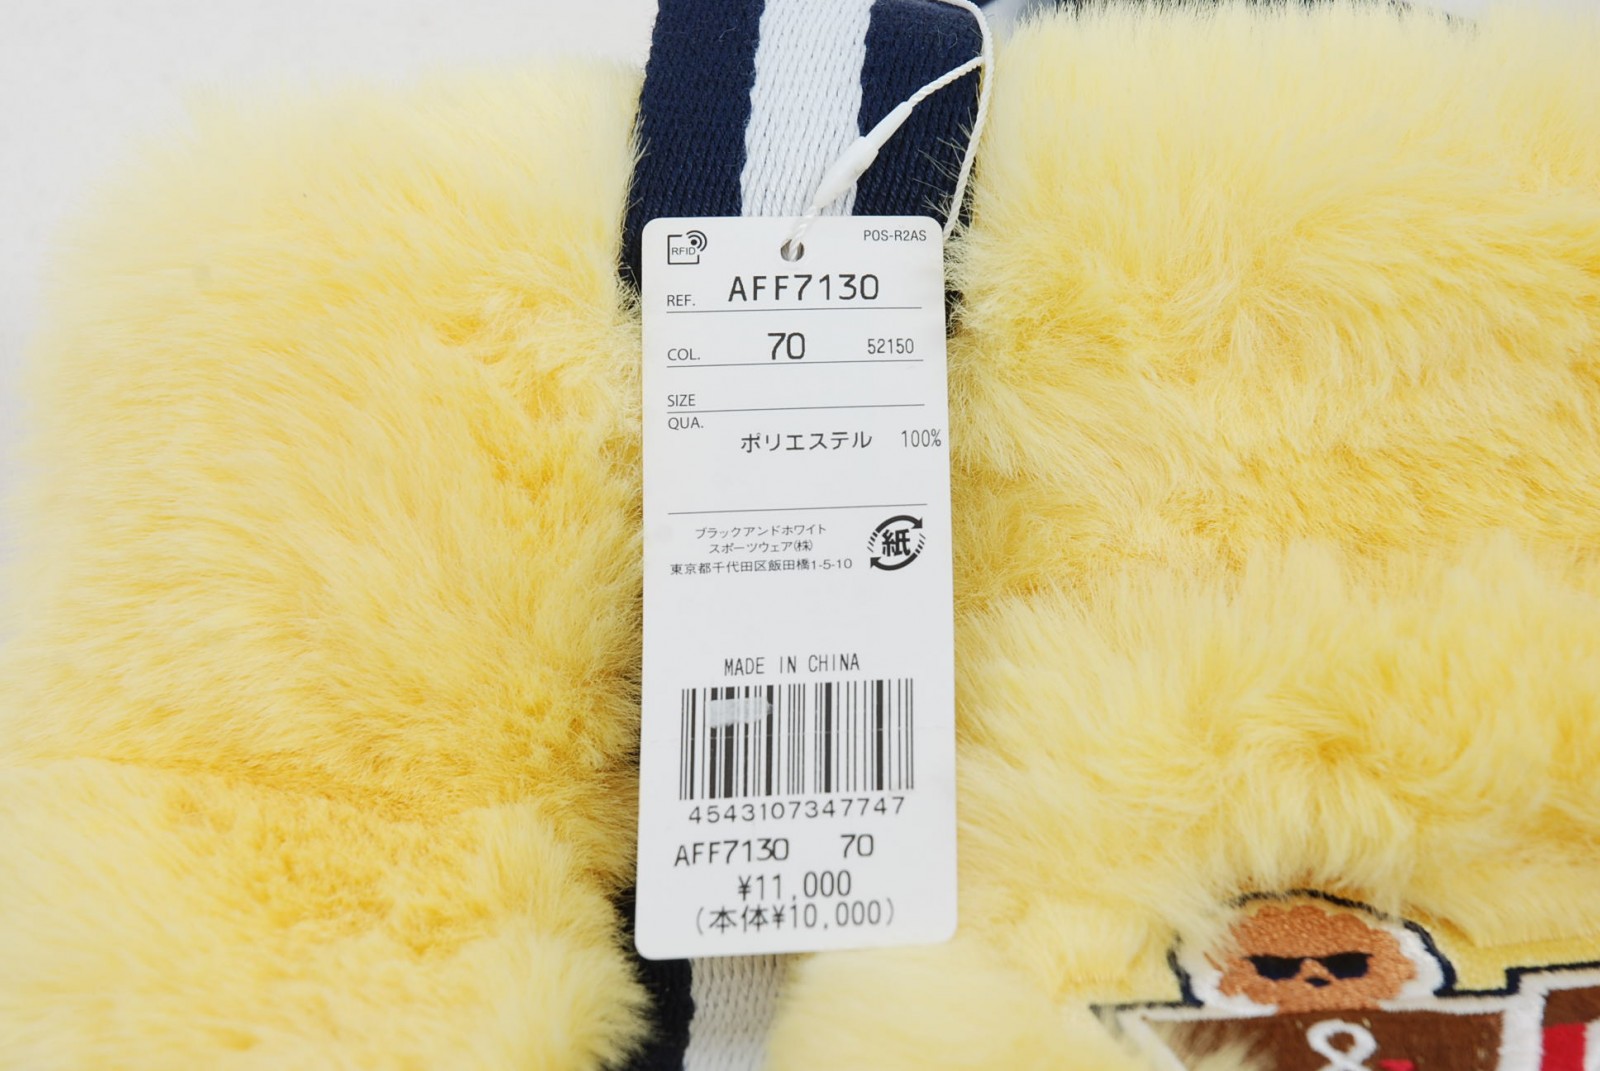 RFID
POS-R2AS
REF. AFF7130
COL. 70 52150
SIZE
QUA.
ポリエステル 100%
ブラックアンドホワイト
スポーツウェア(株)
東京都千代田区飯田橋1-5-10
紙
MADE IN CHINA
4543107347747
AFF7130 70
¥11,000
(本体¥10,000)
&